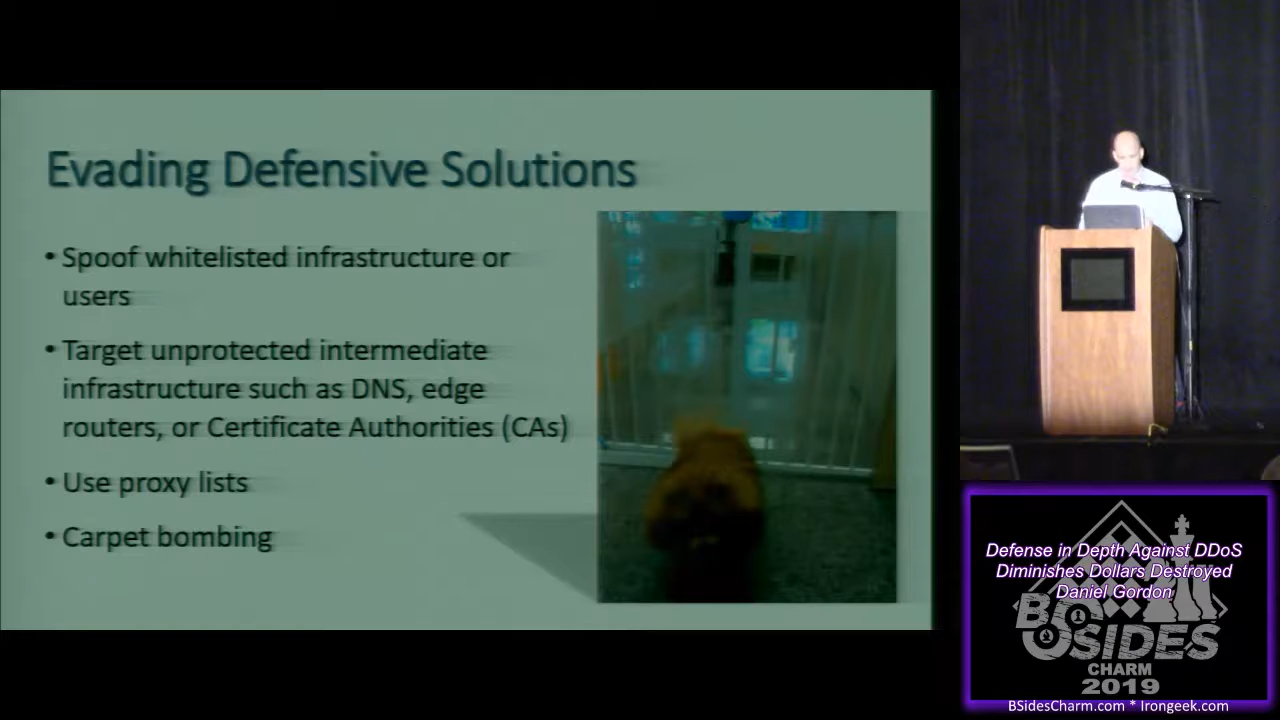 Evading Defensive Solutions
• Spoof whitelisted infrastructure or
users
• Target unprotected intermediate
infrastructure such as DNS, edge
routers, or Certificate Authorities (CAs)
• Use proxy lists
• Carpet bombing
Defense in Depth Against DDoS
Diminishes Dollars Destroyed
Daniel Gordon
BSIDES
CHARM
2019
BSidesCharm.com * Irongeek.com